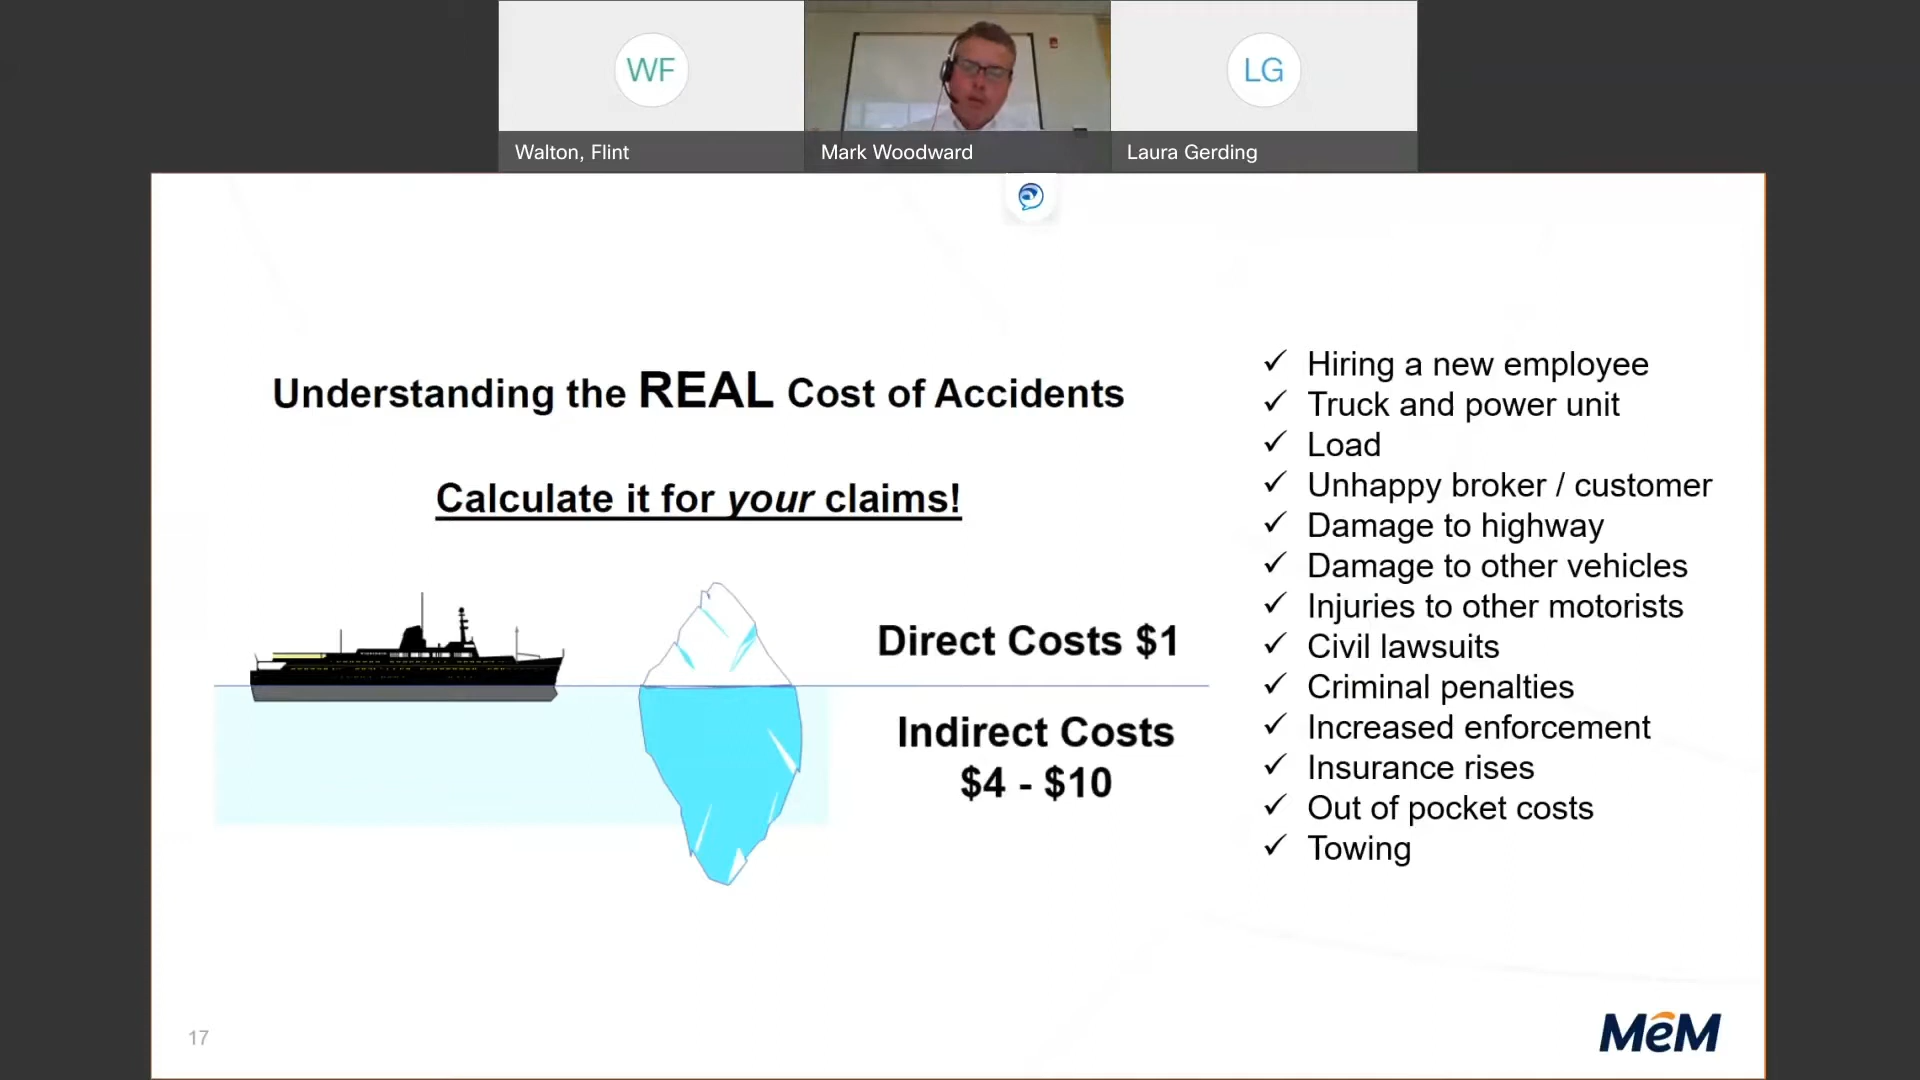 WF
LG
Walton, Flint
Mark Woodward
Laura Gerding
Understanding the REAL Cost of Accidents
Calculate it for your claims!
Direct Costs $1
Indirect Costs
$4 - $10
✓ Hiring a new employee
✓ Truck and power unit
✓ Load
✓ Unhappy broker / customer
✓ Damage to highway
✓ Damage to other vehicles
✓ Injuries to other motorists
✓ Civil lawsuits
✓ Criminal penalties
✓ Increased enforcement
✓ Insurance rises
✓ Out of pocket costs
✓ Towing
17
MeM